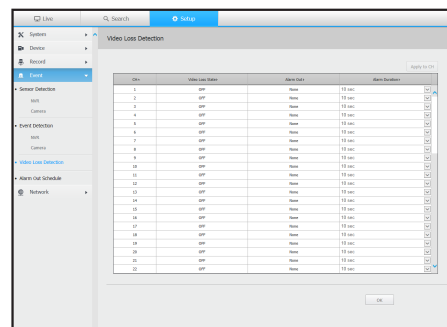 Live
Search
Setup
System
Device
Record
Event
Sensor Detection
NVR
Camera
Event Detection
NVR
Camera
Video Loss Detection
Alarm Out Schedule
Network
Video Loss Detection
Apply to CH
CH Video Loss State Alarm Out Alarm Duration
1 OFF None 10 sec
2 OFF None 10 sec
3 OFF None 10 sec
4 OFF None 10 sec
5 OFF None 10 sec
6 OFF None 10 sec
7 OFF None 10 sec
8 OFF None 10 sec
9 OFF None 10 sec
10 OFF None 10 sec
11 OFF None 10 sec
12 OFF None 10 sec
13 OFF None 10 sec
14 OFF None 10 sec
15 OFF None 10 sec
16 OFF None 10 sec
17 OFF None 10 sec
18 OFF None 10 sec
19 OFF None 10 sec
20 OFF None 10 sec
21 OFF None 10 sec
22 OFF None 10 sec
OK